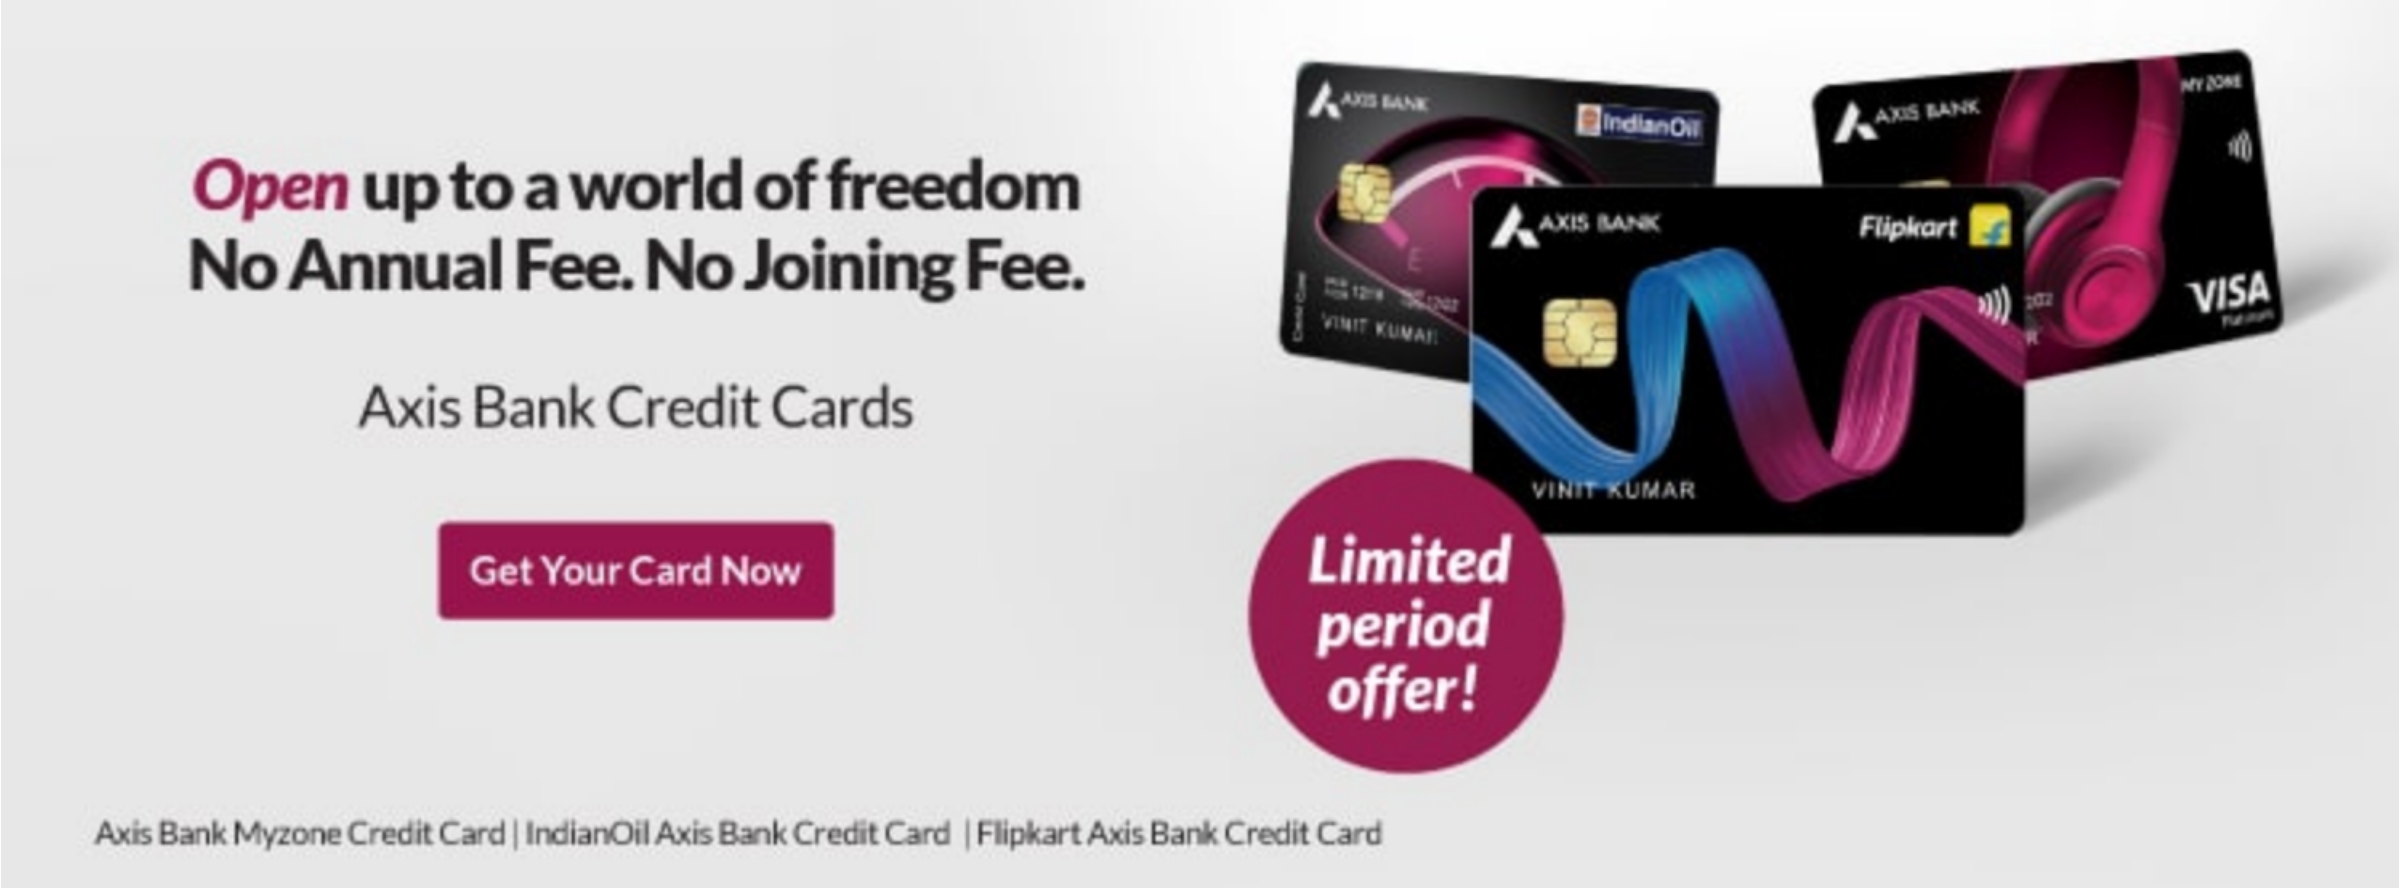 Open up to a world of freedom
No Annual Fee. No Joining Fee.
Axis Bank Credit Cards
Get Your Card Now
AXIS BANK
IndianOil
VINIT KUMAR
AXIS BANK
MY ZONE
VISA
AXIS BANK
Flipkart
VINIT KUMAR
Limited
period
offer!
Axis Bank Myzone Credit Card | IndianOil Axis Bank Credit Card | Flipkart Axis Bank Credit Card